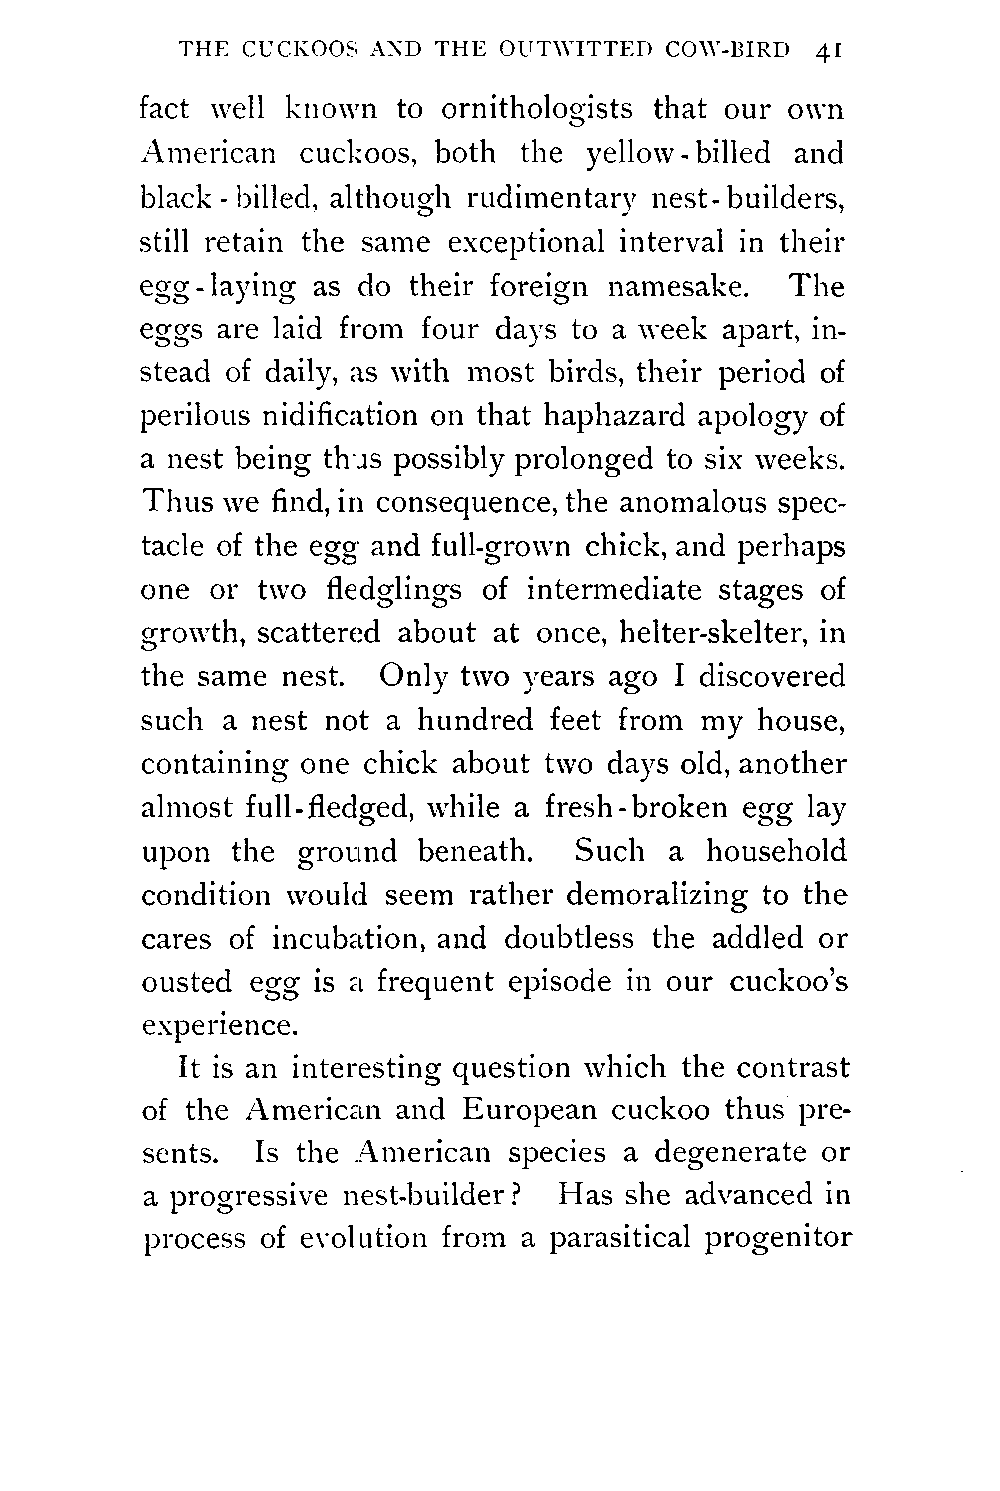 THE CUCKOOS AND THE OUTWITTED COW-BIRD 41
fact well known to ornithologists that our own
American cuckoos, both the yellow-billed and
black-billed, although rudimentary nest-builders,
still retain the same exceptional interval in their
egg-laying as do their foreign namesake. The
eggs are laid from four days to a week apart, in-
stead of daily, as with most birds, their period of
perilous nidification on that haphazard apology of
a nest being thus possibly prolonged to six weeks.
Thus we find, in consequence, the anomalous spec-
tacle of the egg and full-grown chick, and perhaps
one or two fledglings of intermediate stages of
growth, scattered about at once, helter-skelter, in
the same nest. Only two years ago I discovered
such a nest not a hundred feet from my house,
containing one chick about two days old, another
almost full-fledged, while a fresh-broken egg lay
upon the ground beneath. Such a household
condition would seem rather demoralizing to the
cares of incubation, and doubtless the addled or
ousted egg is a frequent episode in our cuckoo's
experience.
It is an interesting question which the contrast
of the American and European cuckoo thus pre-
sents. Is the American species a degenerate or
a progressive nest-builder? Has she advanced in
process of evolution from a parasitical progenitor